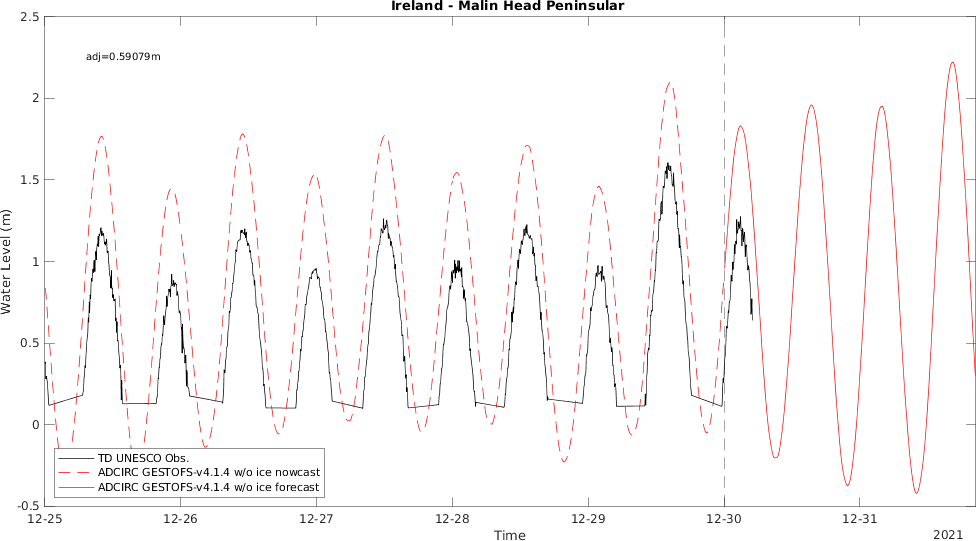 Ireland - Malin Head Peninsular
adj=0.59079m
Water Level (m)
2.5
2
1.5
1
0.5
0
-0.5
TD UNESCO Obs.
ADCIRC GESTOFS-v4.1.4 w/o ice nowcast
ADCIRC GESTOFS-v4.1.4 w/o ice forecast
12-25 12-26 12-27 12-28 12-29 12-30 12-31
Time
2021